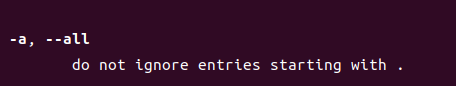 -a, --all
do not ignore entries starting with .